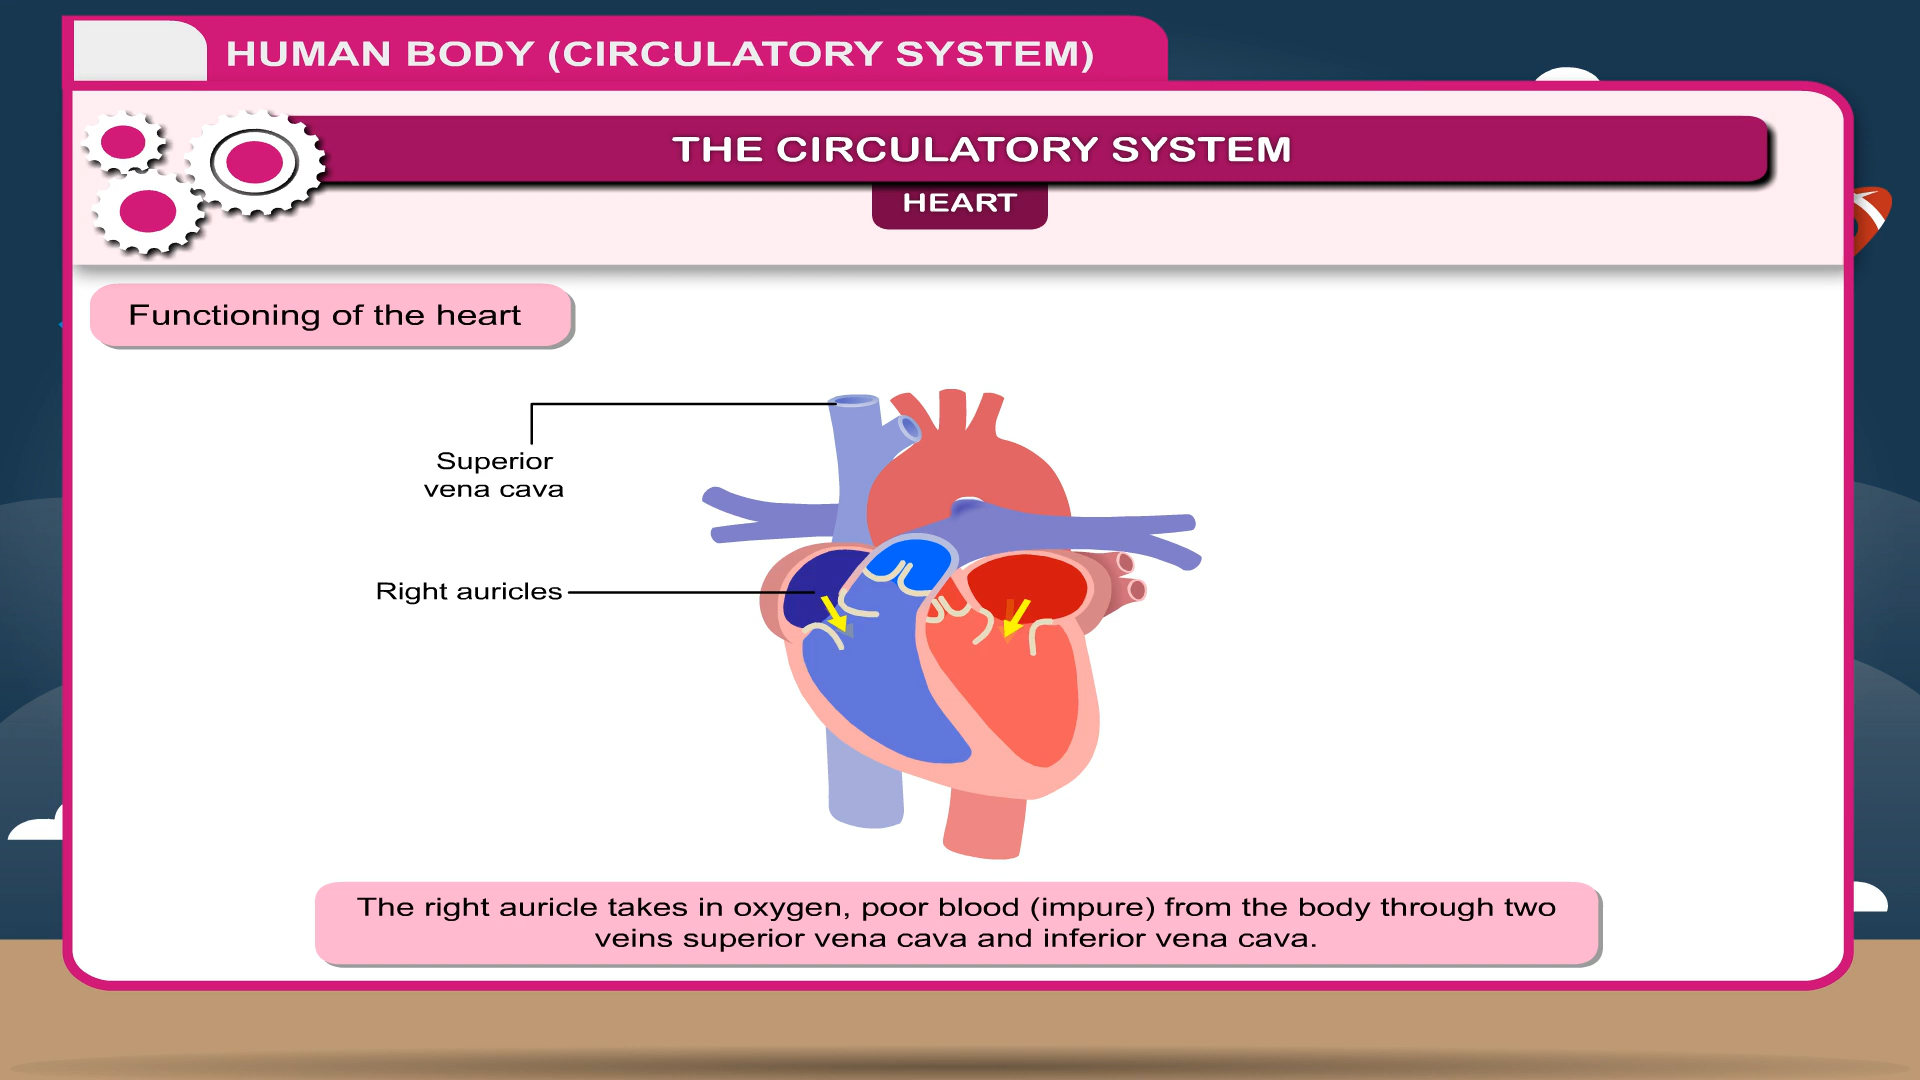 HUMAN BODY (CIRCULATORY SYSTEM)
THE CIRCULATORY SYSTEM
HEART
Functioning of the heart
Superior
vena cava
Right auricles
The right auricle takes in oxygen, poor blood (impure) from the body through two
veins superior vena cava and inferior vena cava.